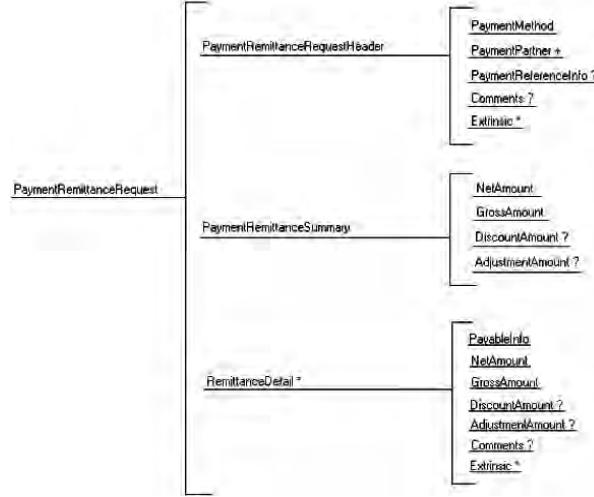 PaymentRemittanceRequest
PaymentRemittanceRequestHeader
PaymentMethod
PaymentPartner +
PaymentReferenceInfo ?
Comments ?
Extrinsic *
PaymentRemittanceSummary
NetAmount
GrossAmount
DiscountAmount ?
AdjustmentAmount ?
RemittanceDetail *
PayableInfo
NetAmount
GrossAmount
DiscountAmount ?
AdjustmentAmount ?
Comments ?
Extrinsic *